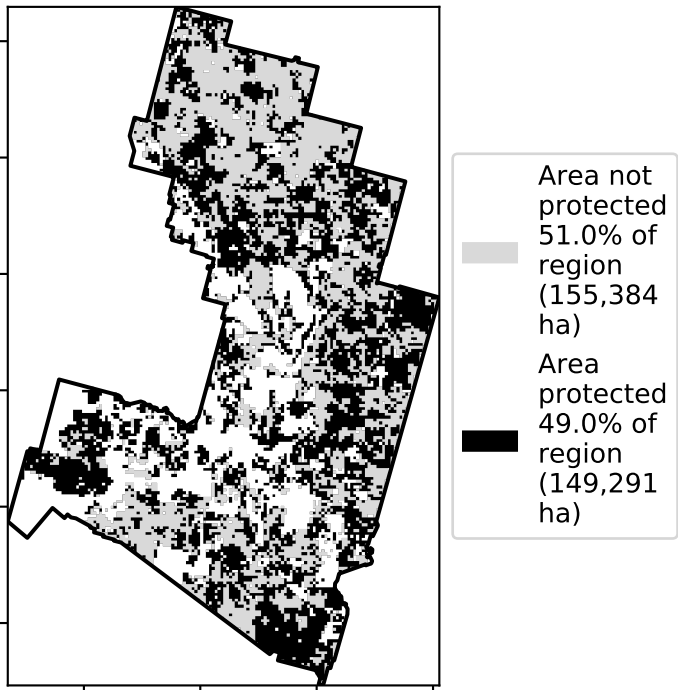 Area not
protected
51.0% of
region
(155,384
ha)
Area
protected
49.0% of
region
(149,291
ha)